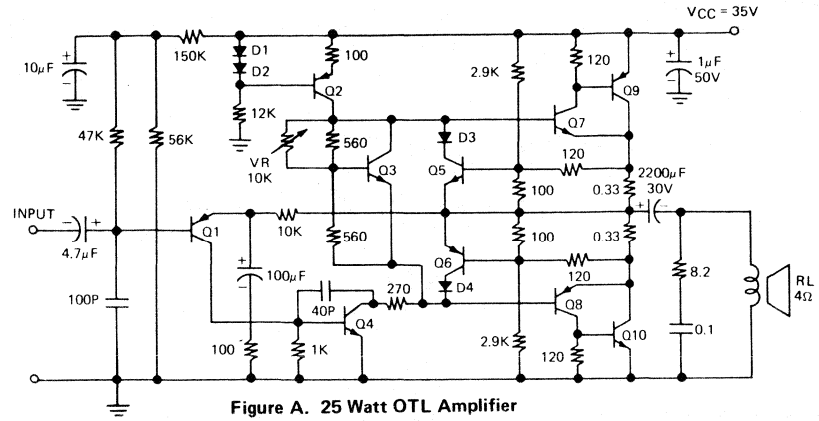 VCC = 35V
D1
D2
150K
100
10μF
2.9K
120
1μF
50V
Q2
Q9
12K
Q7
47K
56K
560
D3
VR
10K
Q3
Q5
120
2200μF
30V
100
0.33
INPUT
Q1
10K
4.7μF
560
100
0.33
Q6
100μF
120
270
D4
8.2
RL
4Ω
100P
40P
Q4
Q8
Q10
100
1K
2.9K
120
0.1
Figure A. 25 Watt OTL Amplifier